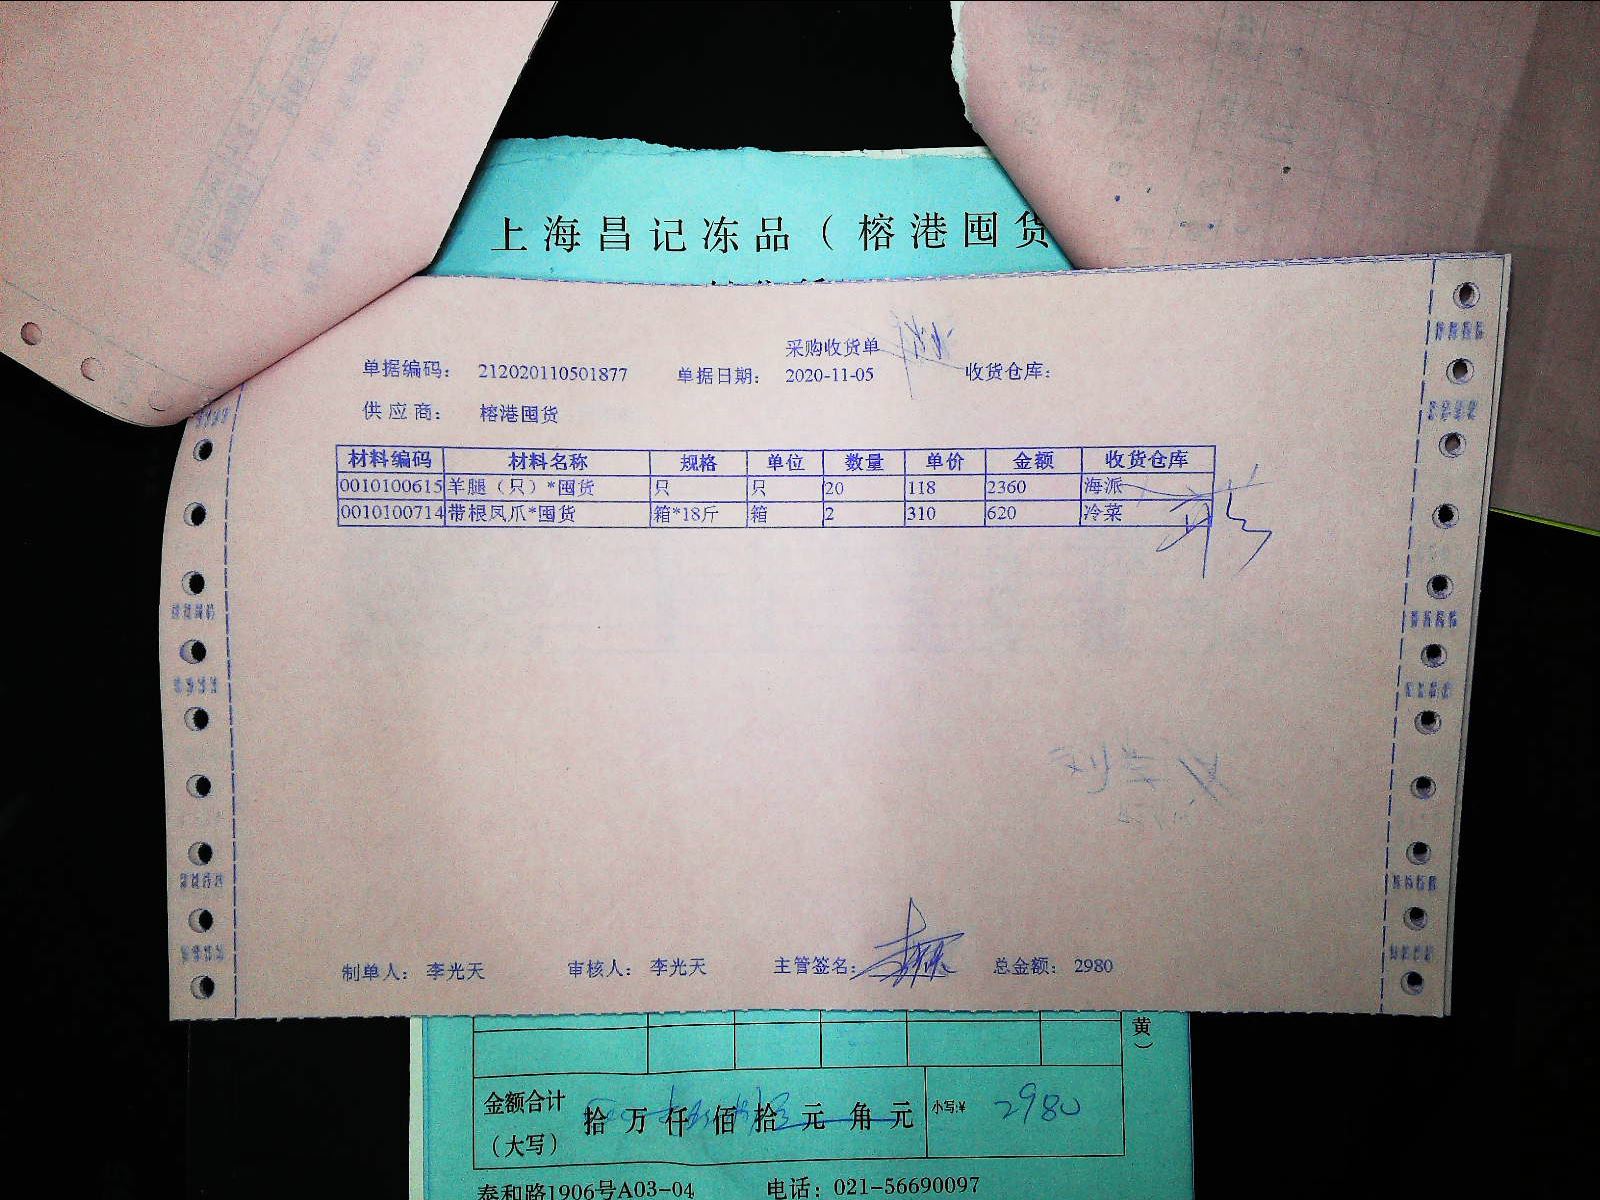 上海昌记冻品（榕港囤货
采购收货单
单据编码： 212020110501877 单据日期： 2020-11-05 收货仓库：
供应商： 榕港囤货
材料编码 材料名称 规格 单位 数量 单价 金额 收货仓库
0010100615 羊腿（只）*囤货 只 只 20 118 2360 海派
0010100714 带根凤爪*囤货 箱*18斤 箱 2 310 620 冷菜
制单人： 李光天 审核人： 李光天 主管签名： 总金额： 2980
黄）
金额合计（大写） 拾 万 仟 佰 拾 元 角 元 小写:¥ 2980
泰和路1906号A03-04 电话：021-56690097